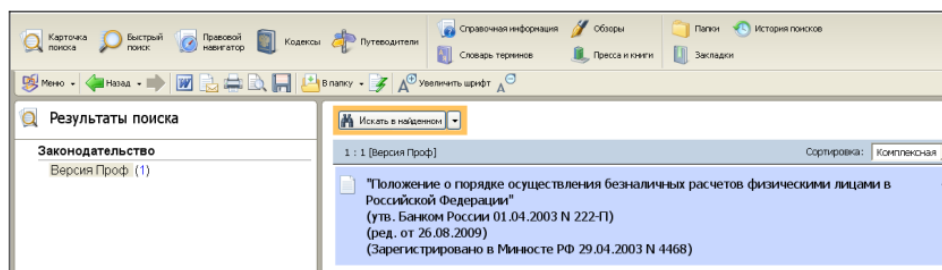 Карточка поиска
Быстрый поиск
Правовой навигатор
Кодексы
Путеводители
Справочная информация
Словарь терминов
Обзоры
Пресса и книги
Папки
Закладки
История поисков
Меню
Назад
В папку
Увеличить шрифт
Результаты поиска
Законодательство
Версия Проф (1)
Искать в найденном
1 : 1 [Версия Проф]
Сортировка: Комплексная
"Положение о порядке осуществления безналичных расчетов физическими лицами в
Российской Федерации"
(утв. Банком России 01.04.2003 N 222-П)
(ред. от 26.08.2009)
(Зарегистрировано в Минюсте РФ 29.04.2003 N 4468)